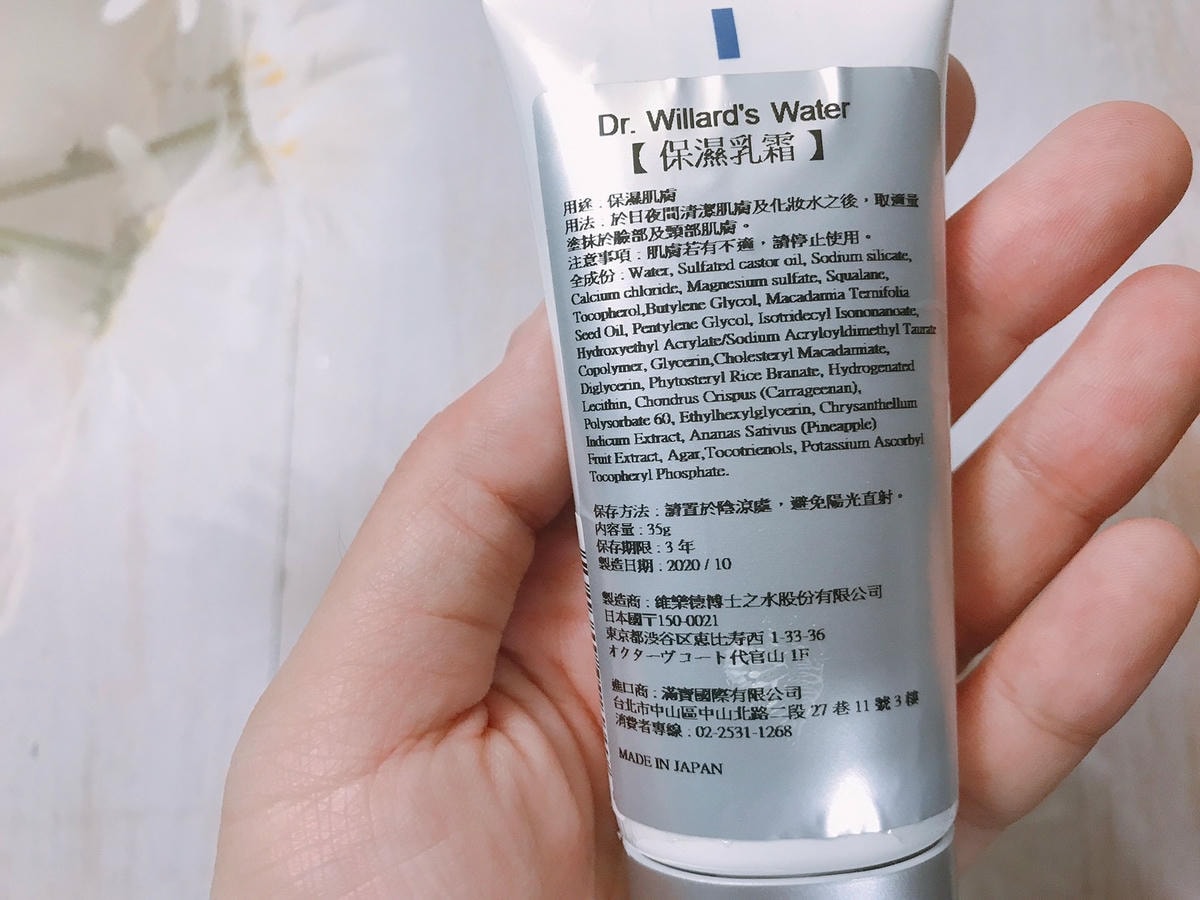 Dr. Willard's Water
【 保濕乳霜 】
用途 : 保濕肌膚
用法 : 於日夜間清潔肌膚及化妝水之後，取適量
塗抹於臉部及頸部肌膚。
注意事項 : 肌膚若有不適，請停止使用。
全成份 : Water, Sulfated castor oil, Sodium silicate,
Calcium chloride, Magnesium sulfate, Squalane,
Tocopherol,Butylene Glycol, Macadamia Ternifolia
Seed Oil, Pentylene Glycol, Isotridecyl Isononanoate,
Hydroxyethyl Acrylate/Sodium Acryloyldimethyl Taurate
Copolymer, Glycerin,Cholesteryl Macadamiate,
Diglycerin, Phytosteryl Rice Branate, Hydrogenated
Lecithin, Chondrus Crispus (Carrageenan),
Polysorbate 60, Ethylhexylglycerin, Chrysanthellum
Indicum Extract, Ananas Sativus (Pineapple)
Fruit Extract, Agar,Tocotrienols, Potassium Ascorbyl
Tocopheryl Phosphate.
保存方法 : 請置於陰涼處，避免陽光直射。
內容量 : 35g
保存期限 : 3 年
製造日期 : 2020 / 10
製造商 : 維樂德博士之水股份有限公司
日本國〒150-0021
東京都渋谷区恵比寿西 1-33-36
オクターヴコート代官山 1F
進口商 : 滿寶國際有限公司
台北市中山區中山北路二段 27 巷 11 號 3 樓
消費者專線 : 02-2531-1268
MADE IN JAPAN